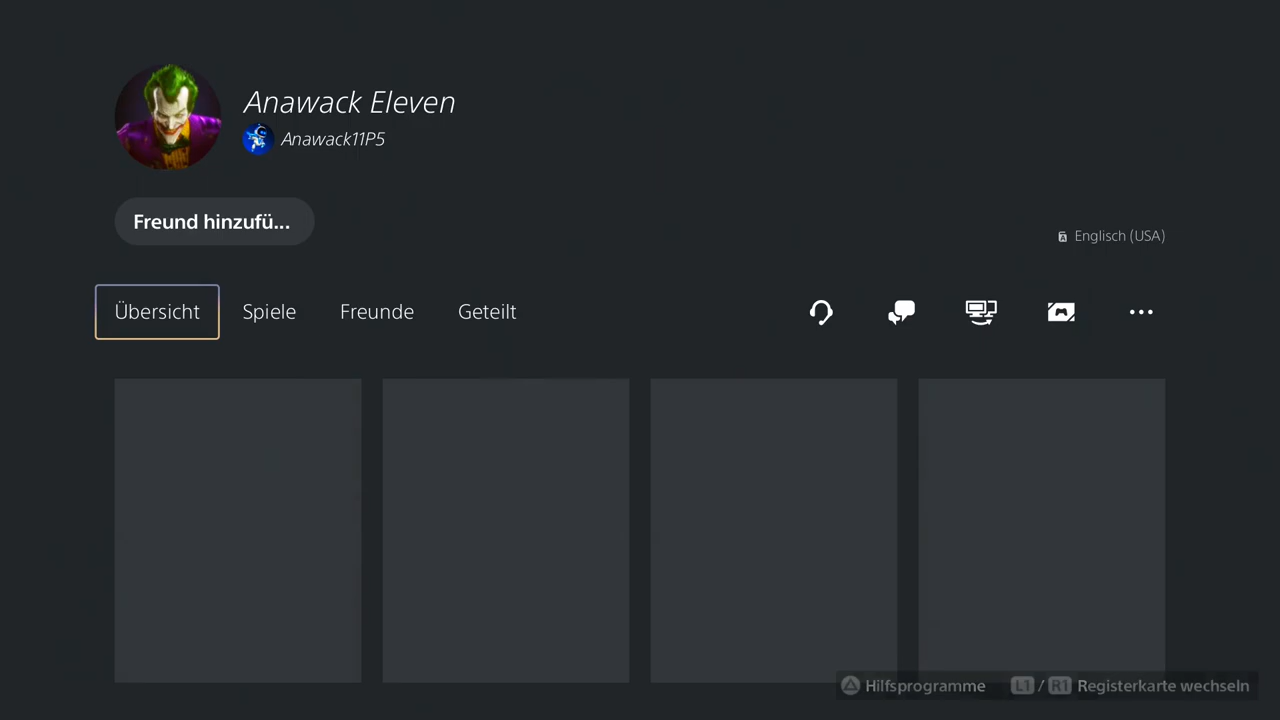 Anawack Eleven
Anawack11P5
Freund hinzufü...
Englisch (USA)
Übersicht Spiele Freunde Geteilt
Hilfsprogramme L1 / R1 Registerkarte wechseln